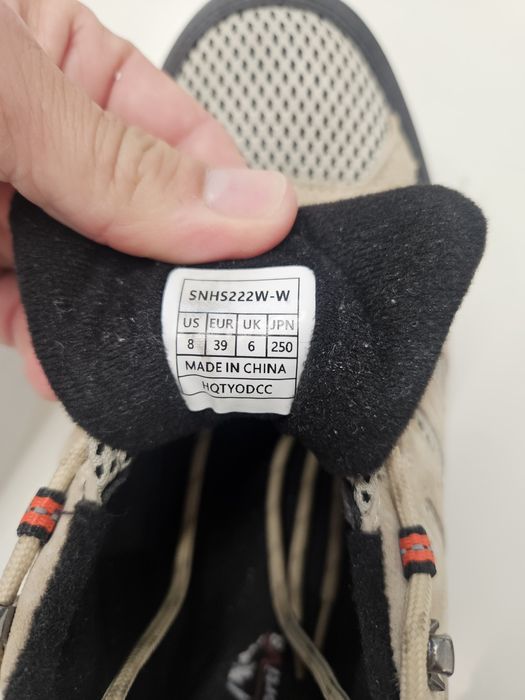 SNHS222W-W
US EUR UK JPN
8 39 6 250
MADE IN CHINA
HQTYODCC